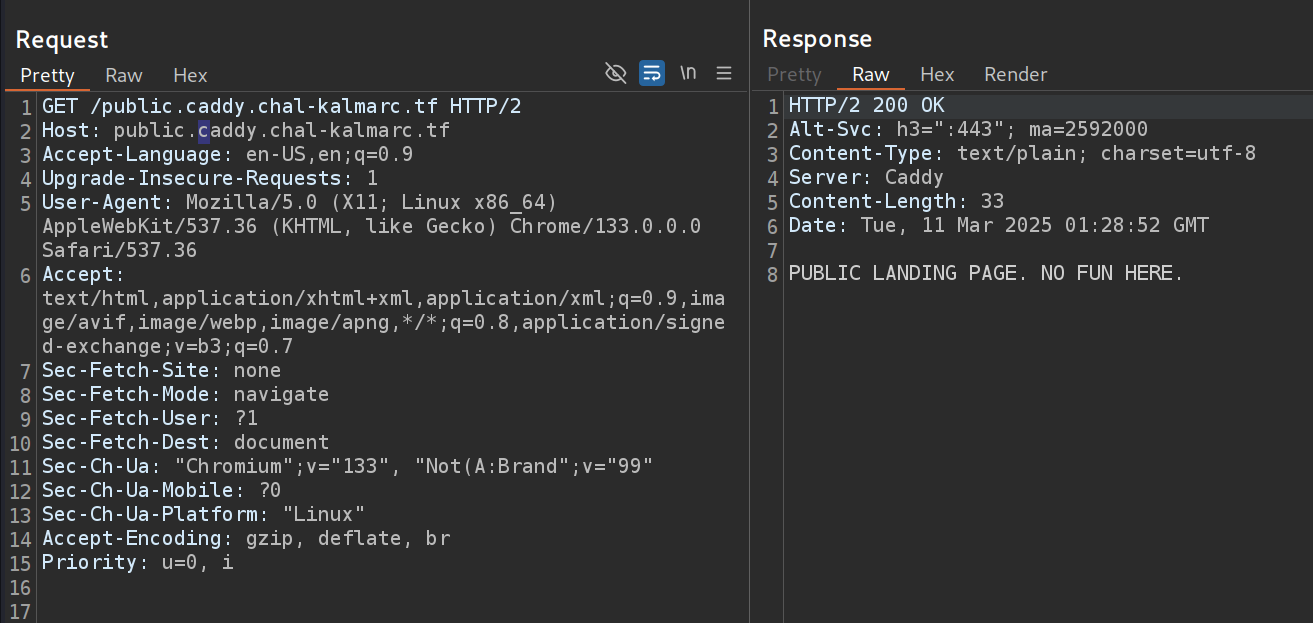 Request
Pretty Raw Hex \n
1 GET /public.caddy.chal-kalmarc.tf HTTP/2
2 Host: public.caddy.chal-kalmarc.tf
3 Accept-Language: en-US,en;q=0.9
4 Upgrade-Insecure-Requests: 1
5 User-Agent: Mozilla/5.0 (X11; Linux x86_64)
AppleWebKit/537.36 (KHTML, like Gecko) Chrome/133.0.0.0
Safari/537.36
6 Accept:
text/html,application/xhtml+xml,application/xml;q=0.9,ima
ge/avif,image/webp,image/apng,*/*;q=0.8,application/signe
d-exchange;v=b3;q=0.7
7 Sec-Fetch-Site: none
8 Sec-Fetch-Mode: navigate
9 Sec-Fetch-User: ?1
10 Sec-Fetch-Dest: document
11 Sec-Ch-Ua: "Chromium";v="133", "Not(A:Brand";v="99"
12 Sec-Ch-Ua-Mobile: ?0
13 Sec-Ch-Ua-Platform: "Linux"
14 Accept-Encoding: gzip, deflate, br
15 Priority: u=0, i
16
17
Response
Pretty Raw Hex Render
1 HTTP/2 200 OK
2 Alt-Svc: h3=":443"; ma=2592000
3 Content-Type: text/plain; charset=utf-8
4 Server: Caddy
5 Content-Length: 33
6 Date: Tue, 11 Mar 2025 01:28:52 GMT
7
8 PUBLIC LANDING PAGE. NO FUN HERE.